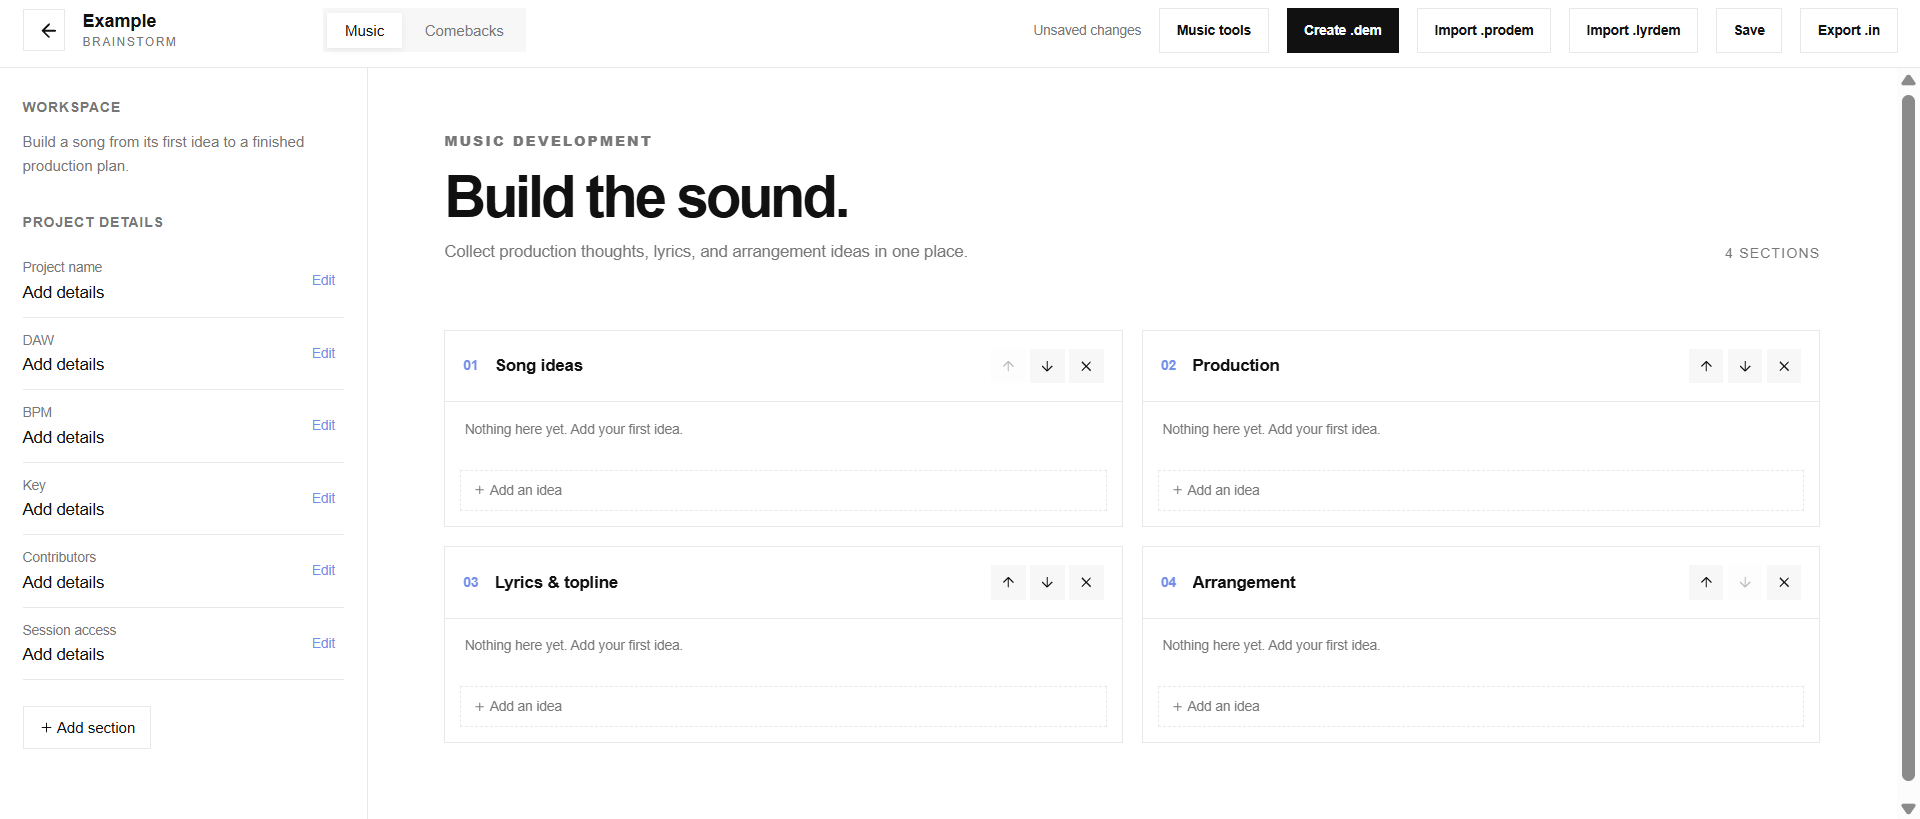 Example
BRAINSTORM
Music
Comebacks
Unsaved changes
Music tools
Create .dem
Import .prodem
Import .lyrdem
Save
Export .in
WORKSPACE
Build a song from its first idea to a finished
production plan.
PROJECT DETAILS
Project name
Add details
Edit
DAW
Add details
Edit
BPM
Add details
Edit
Key
Add details
Edit
Contributors
Add details
Edit
Session access
Add details
Edit
+ Add section
MUSIC DEVELOPMENT
Build the sound.
Collect production thoughts, lyrics, and arrangement ideas in one place.
4 SECTIONS
01 Song ideas
Nothing here yet. Add your first idea.
+ Add an idea
02 Production
Nothing here yet. Add your first idea.
+ Add an idea
03 Lyrics & topline
Nothing here yet. Add your first idea.
+ Add an idea
04 Arrangement
Nothing here yet. Add your first idea.
+ Add an idea